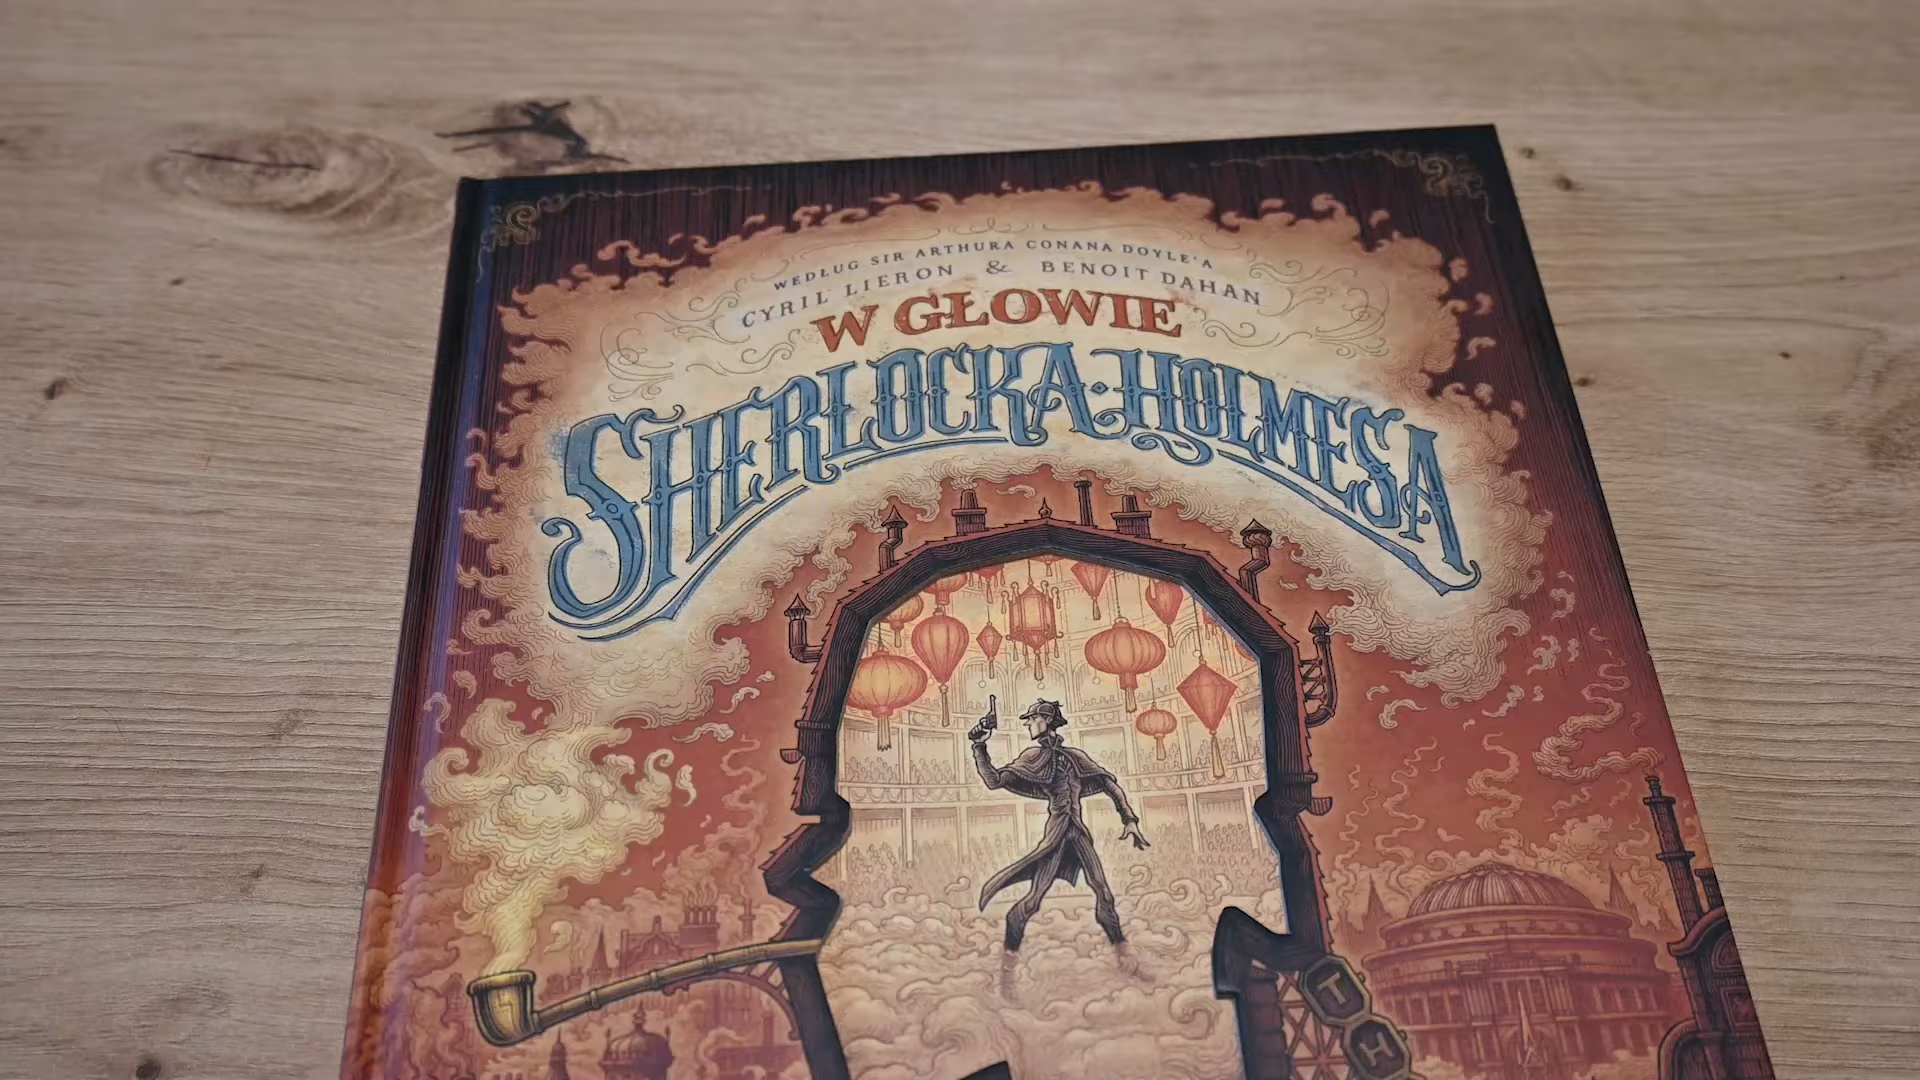 WEDŁUG SIR ARTHURA CONANA DOYLE'A
CYRIL LIERON & BENOIT DAHAN
W GŁOWIE
SHERLOCKA HOLMESA
T
H